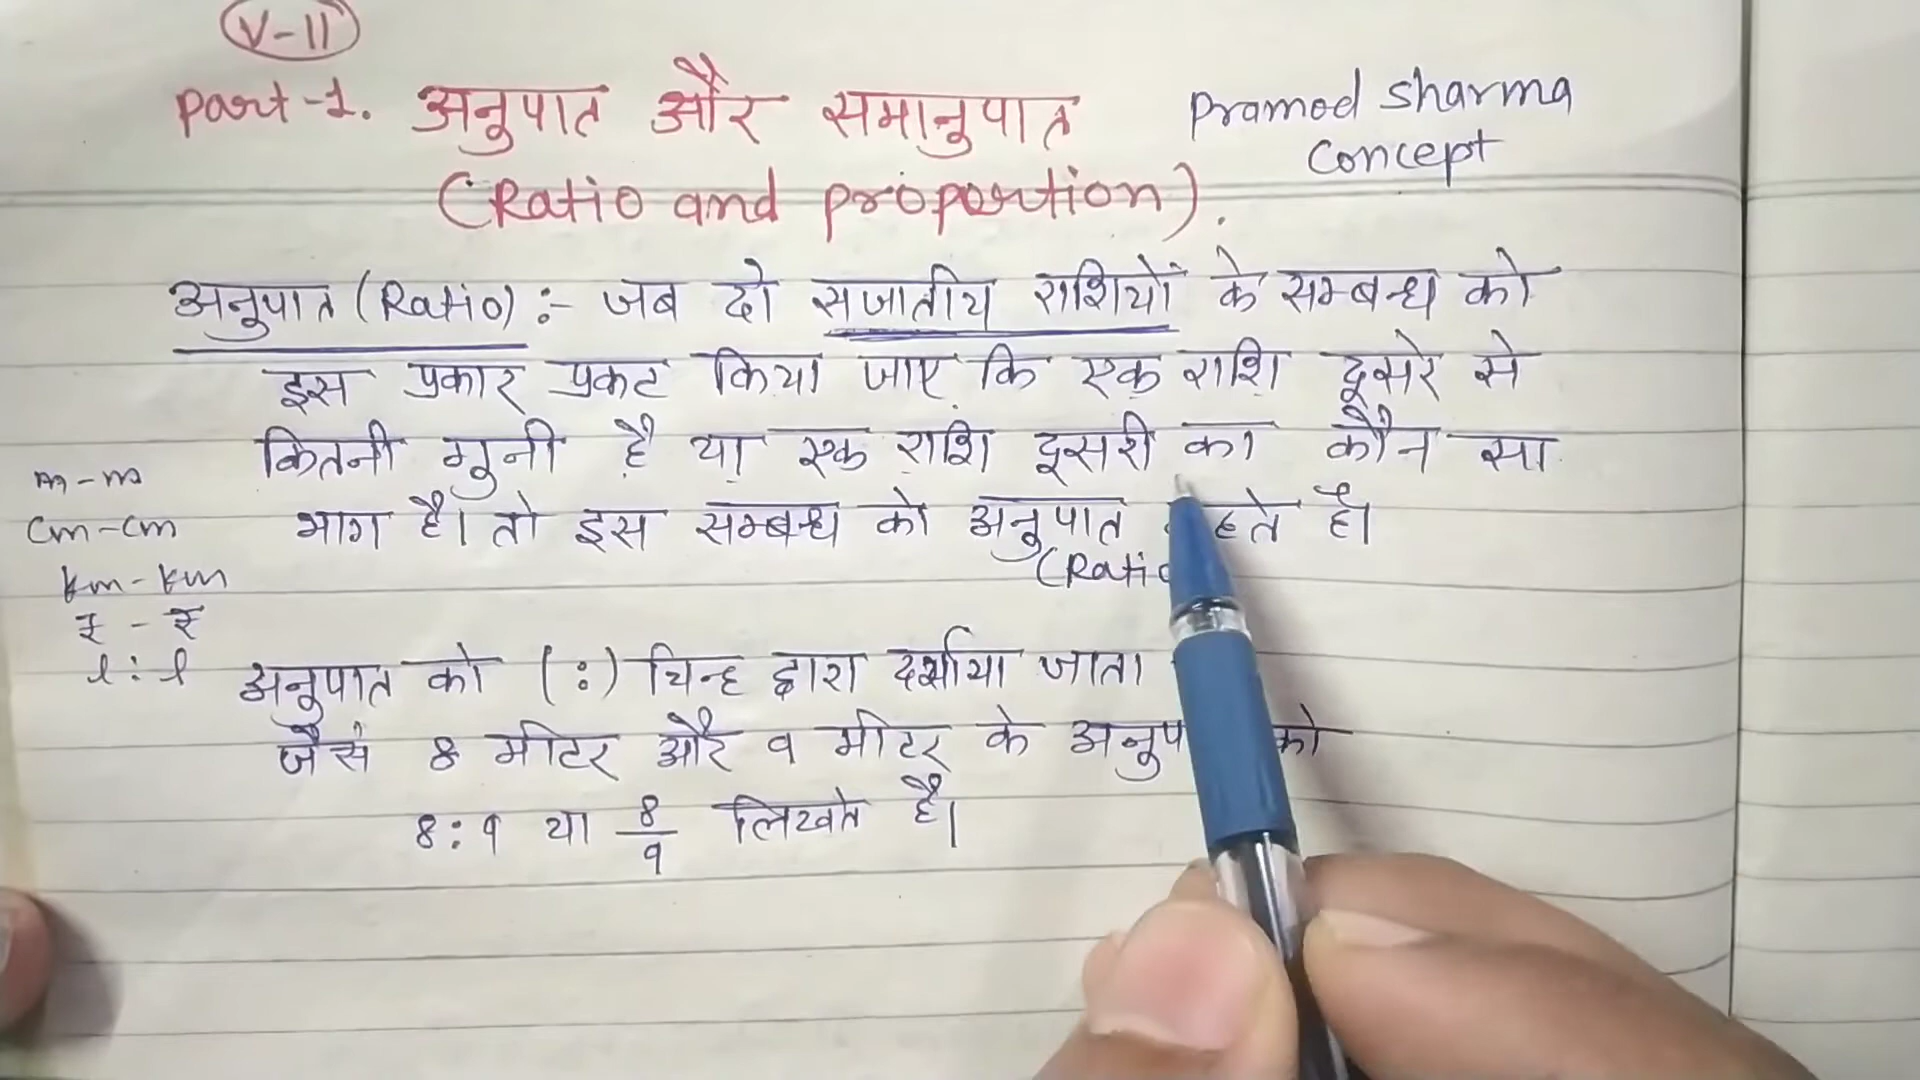 V-11
Part-1. अनुपात और समानुपात
Pramod Sharma
Concept
(Ratio and proportion).
अनुपात (Ratio) :- जब दो सजातीय राशियों के सम्बन्ध को
इस प्रकार प्रकट किया जाए कि एक राशि दूसरे से
कितनी गुनी है या एक राशि दूसरी का कौन सा
भाग है। तो इस सम्बन्ध को अनुपात हते है।
(Ratio
m-m
cm-cm
km-km
₹-₹
l:l
अनुपात को (:) चिन्ह द्वारा दर्शाया जाता
जैसे 8 मीटर और 9 मीटर के अनुप को
8:9 या 8/9 लिखते है।